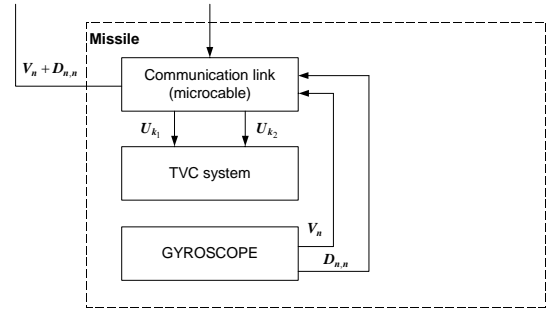 Missile
V_n + D_{n,n}
Communication link
(microcable)
U_{k_1} U_{k_2}
TVC system
V_n
GYROSCOPE
D_{n,n}